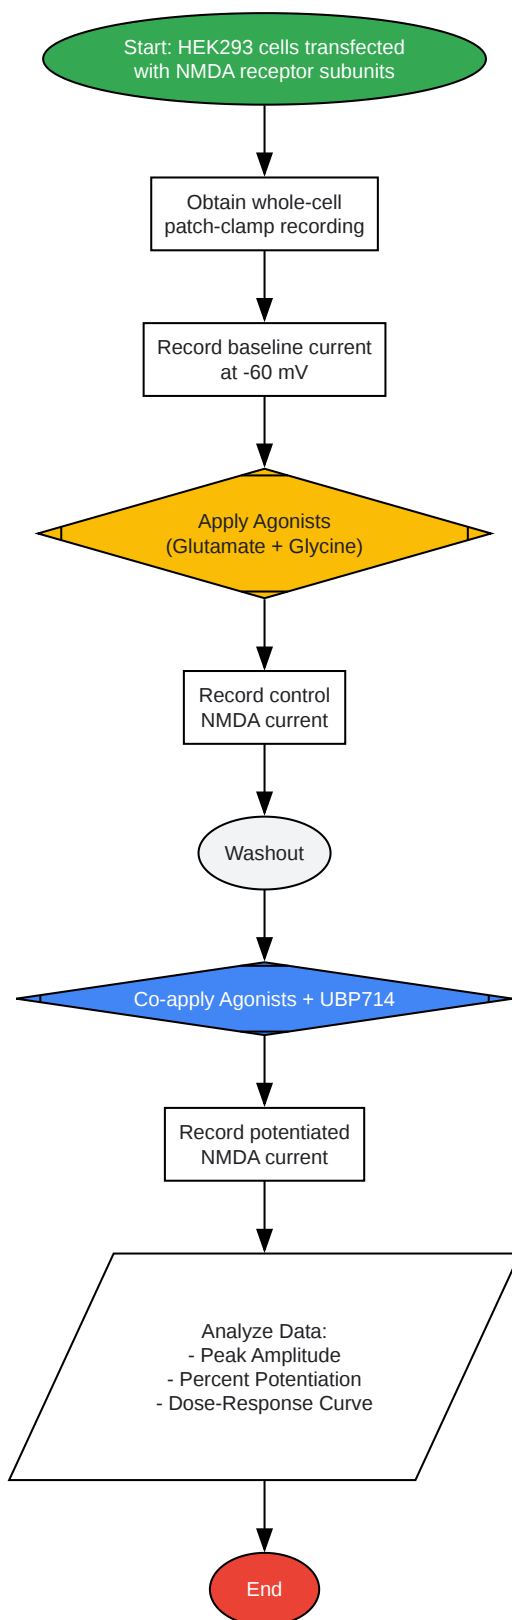 Start: HEK293 cells transfected
with NMDA receptor subunits
Obtain whole-cell
patch-clamp recording
Record baseline current
at -60 mV
Apply Agonists
(Glutamate + Glycine)
Record control
NMDA current
Washout
Co-apply Agonists + UBP714
Record potentiated
NMDA current
Analyze Data:
- Peak Amplitude
- Percent Potentiation
- Dose-Response Curve
End